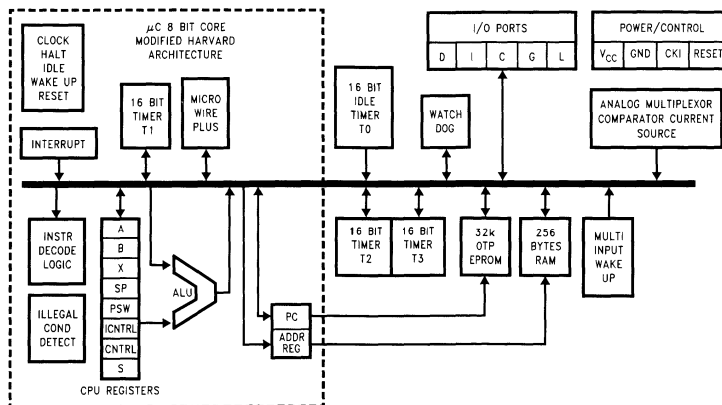 CLOCK
HALT
IDLE
WAKE UP
RESET
μC 8 BIT CORE
MODIFIED HARVARD
ARCHITECTURE
I/O PORTS
D I C G L
POWER/CONTROL
VCC GND CKI RESET
16 BIT
TIMER
T1
MICRO
WIRE
PLUS
16 BIT
IDLE
TIMER
T0
WATCH
DOG
ANALOG MULTIPLEXOR
COMPARATOR CURRENT
SOURCE
INTERRUPT
INSTR
DECODE
LOGIC
ILLEGAL
COND
DETECT
A
B
X
SP
PSW
ICNTRL
CNTRL
S
CPU REGISTERS
ALU
PC
ADDR
REG
16 BIT
TIMER
T2
16 BIT
TIMER
T3
32k
OTP
EPROM
256
BYTES
RAM
MULTI
INPUT
WAKE
UP